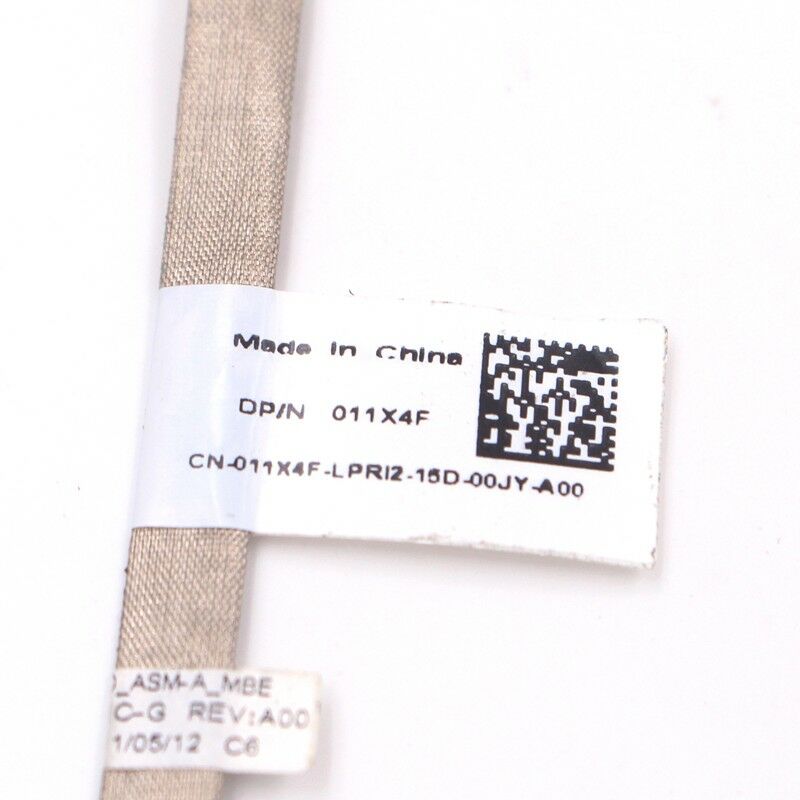 Made in China
DP/N 011X4F
CN-011X4F-LPRI2-15D-00JY-A00
_ASM-A_MBE
C-G REV:A00
1/05/12 C6